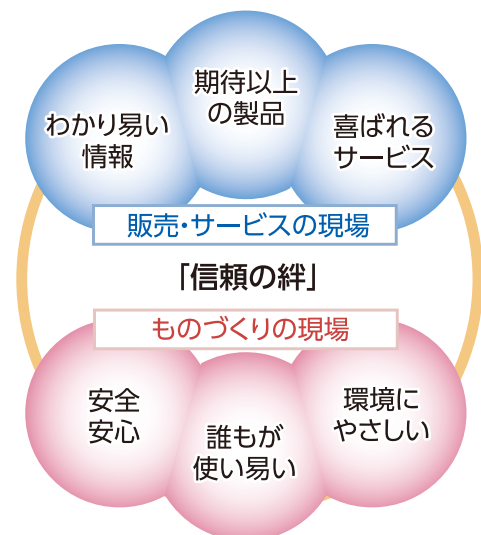 期待以上
の製品
わかり易い
情報
喜ばれる
サービス
販売・サービスの現場
「信頼の絆」
ものづくりの現場
安全
安心
誰もが
使い易い
環境に
やさしい